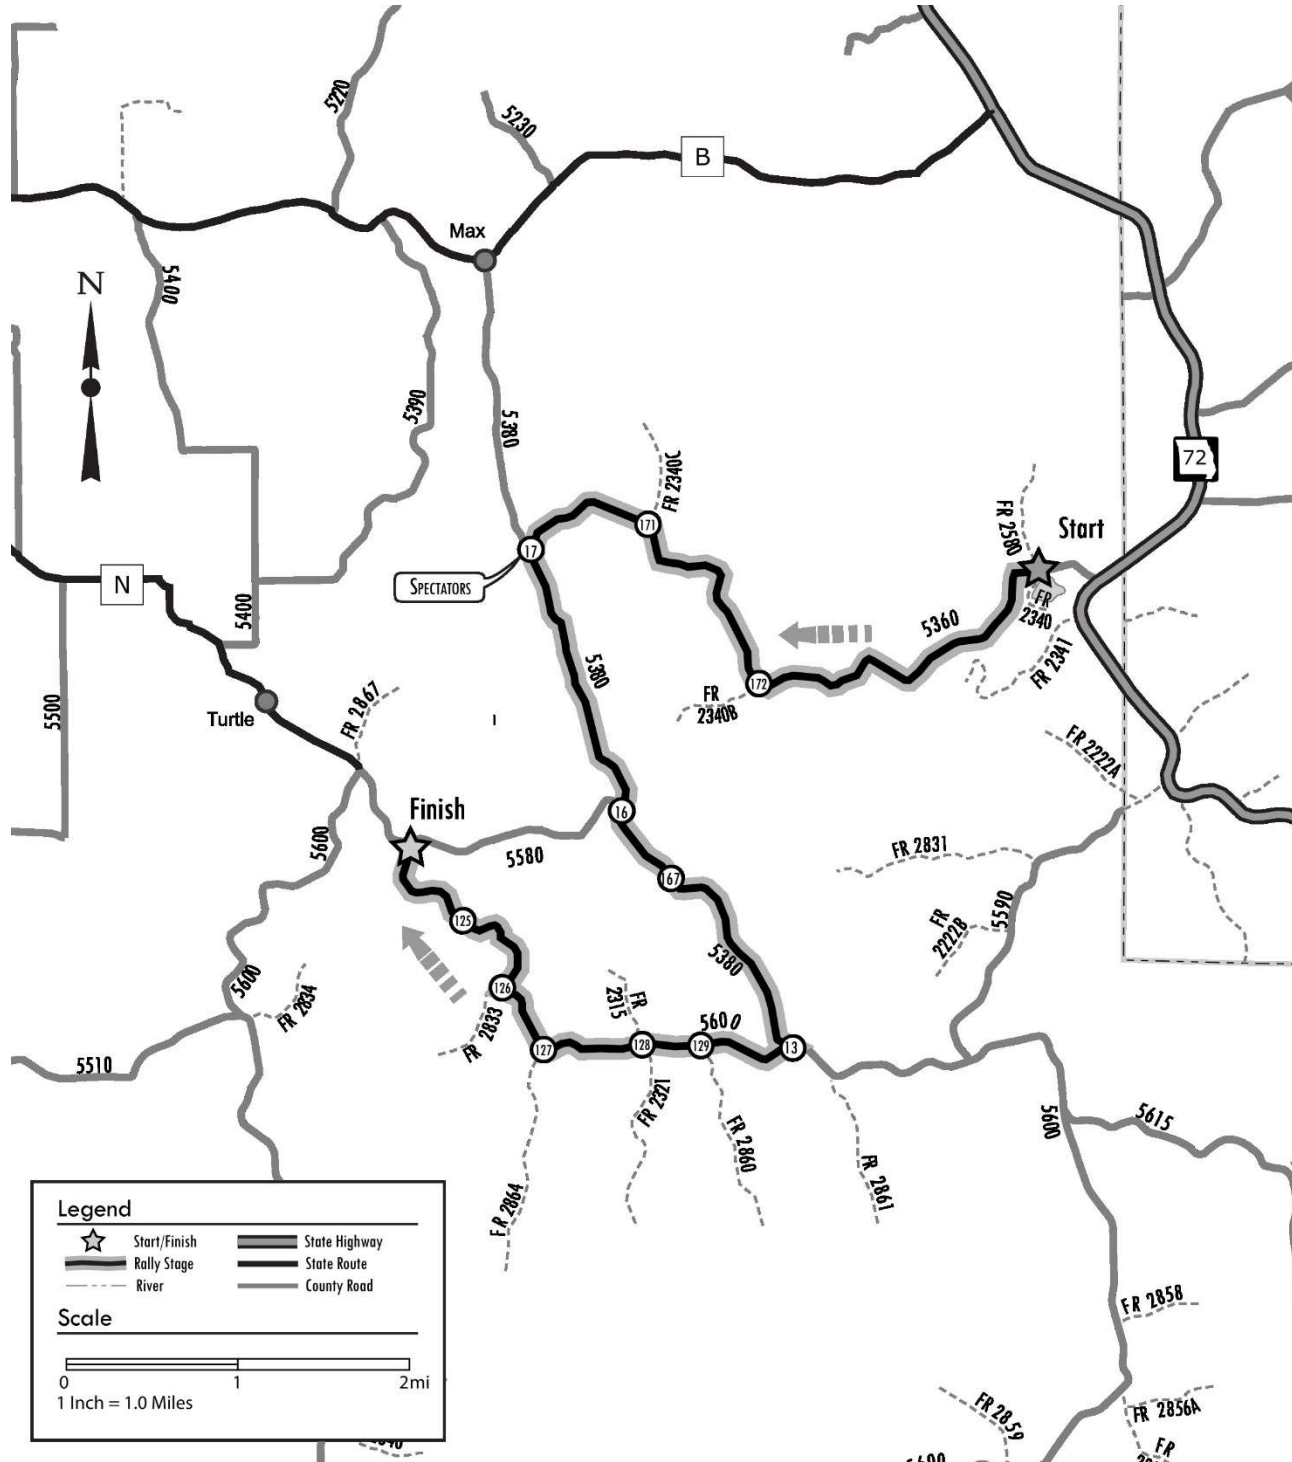 5220
5230
B
Max
5400
N
5390
5380
72
FR 2340C
171
FR 2580
Start
17
SPECTATORS
N
5400
FR
2340
5360
FR 2341
5380
172
FR
2340B
5500
Turtle
FR 2867
FR 2222A
Finish
16
5600
5580
FR 2831
167
125
FR
2222B
5590
5380
5600
126
FR 2834
FR
2315
5600
FR 2833
127
128
129
13
5510
FR 2321
FR 2860
FR 2861
FR 2864
5600
5615
Legend
Start/Finish
State Highway
Rally Stage
State Route
River
County Road
Scale
0 1 2mi
1 Inch = 1.0 Miles
FR 2858
FR 2859
FR 2856A
FR